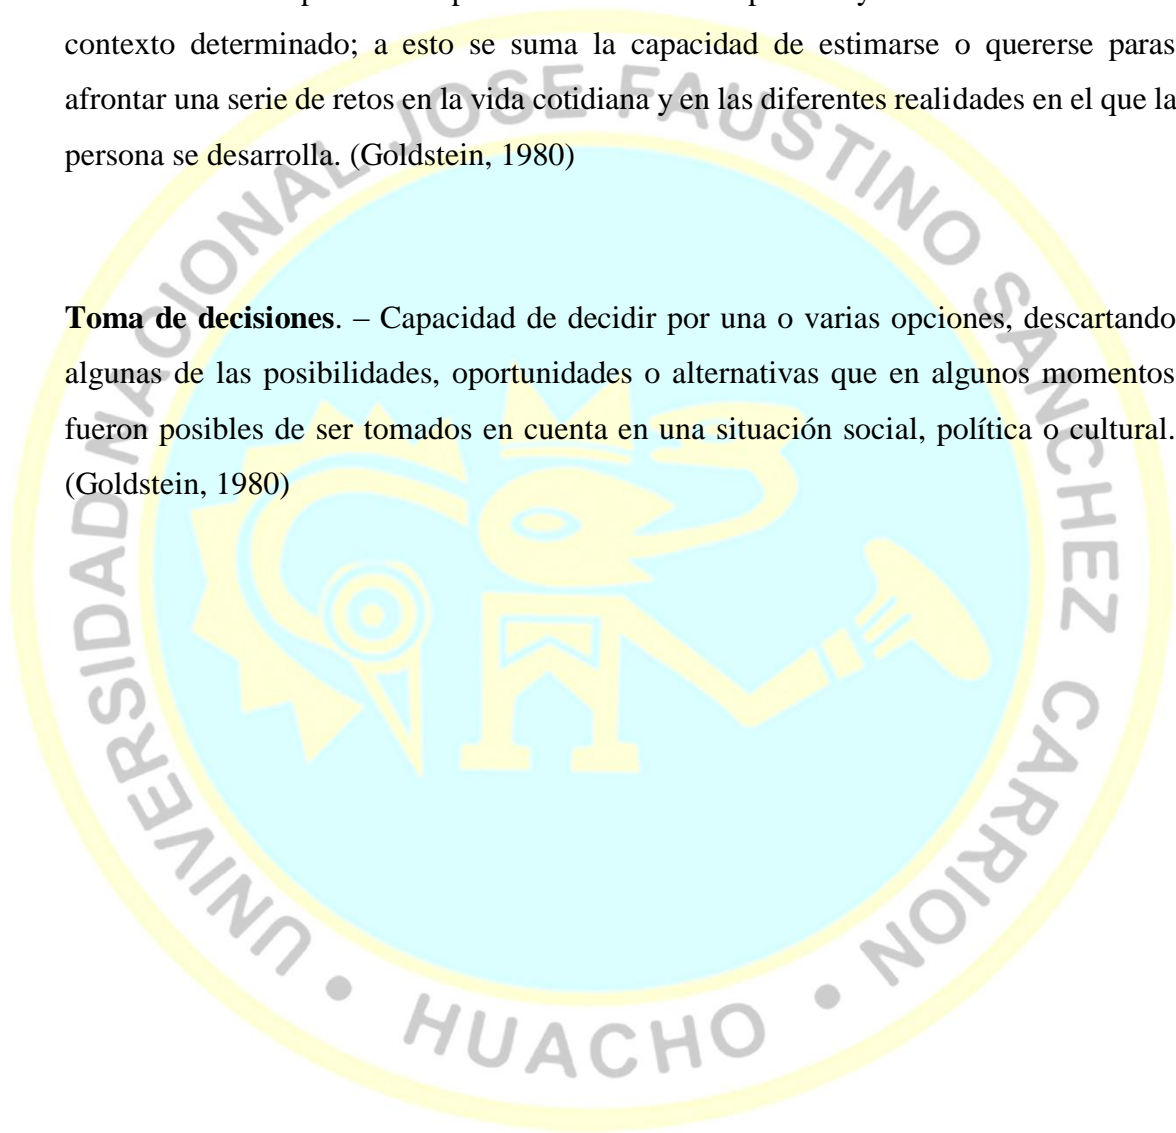 contexto determinado; a esto se suma la capacidad de estimarse o quererse paras
afrontar una serie de retos en la vida cotidiana y en las diferentes realidades en el que la
persona se desarrolla. (Goldstein, 1980)
Toma de decisiones. – Capacidad de decidir por una o varias opciones, descartando
algunas de las posibilidades, oportunidades o alternativas que en algunos momentos
fueron posibles de ser tomados en cuenta en una situación social, política o cultural.
(Goldstein, 1980)
UNIVERSIDAD NACIONAL JOSE FAUSTINO SANCHEZ CARRION
• HUACHO •